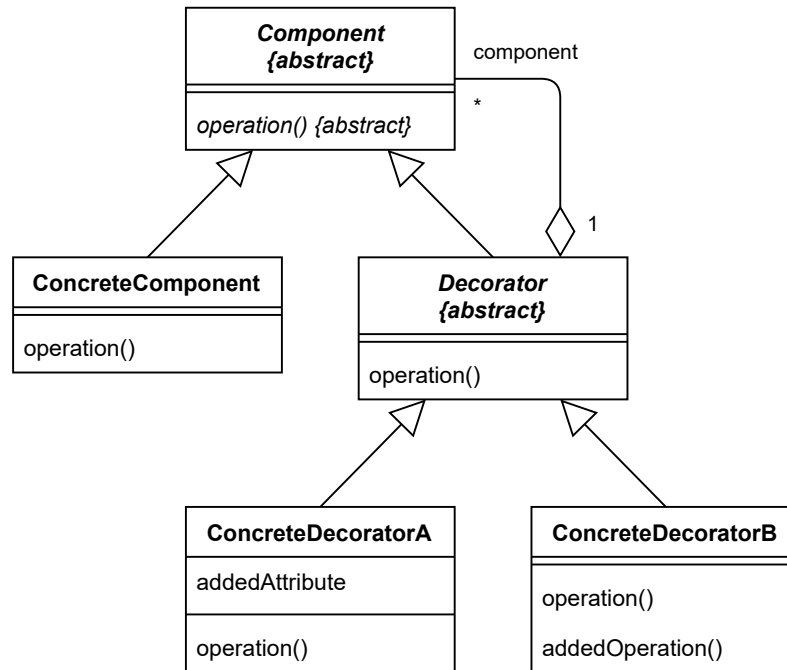 Component
{abstract}
component
*
operation() {abstract}
1
ConcreteComponent
operation()
Decorator
{abstract}
operation()
ConcreteDecoratorA
addedAttribute
operation()
ConcreteDecoratorB
operation()
addedOperation()